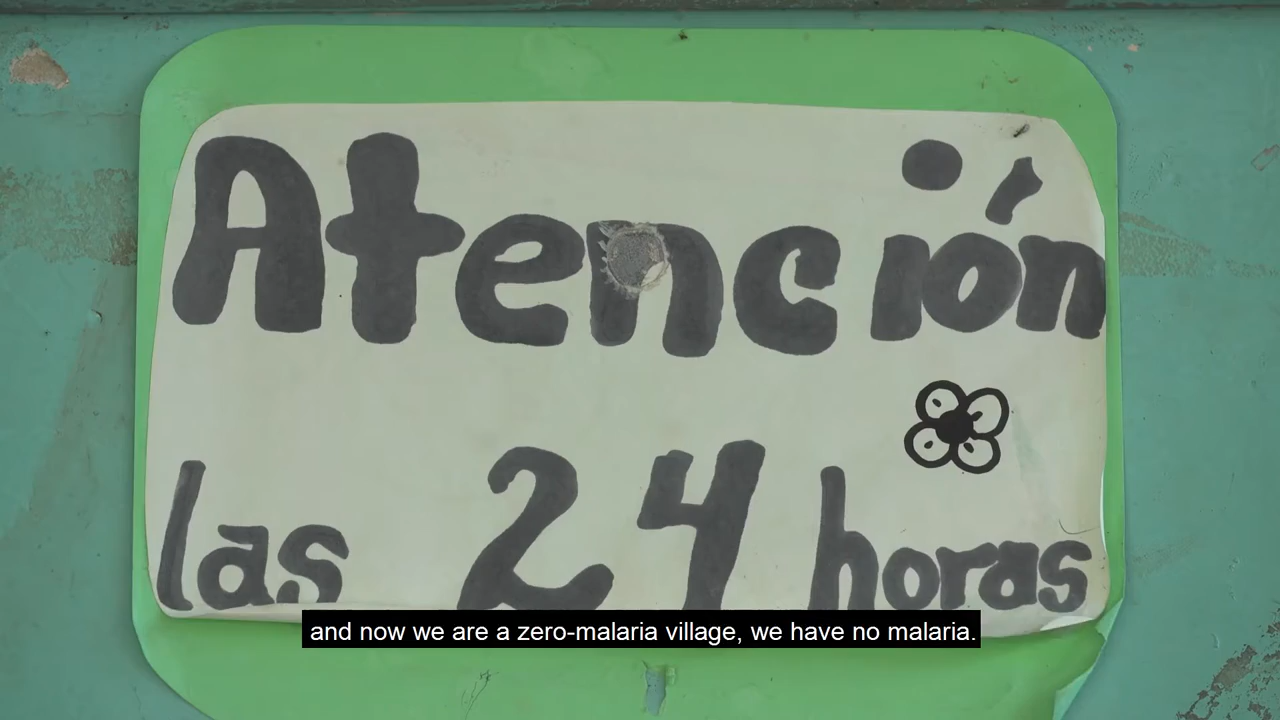 Atención
las 24 horas
and now we are a zero-malaria village, we have no malaria.